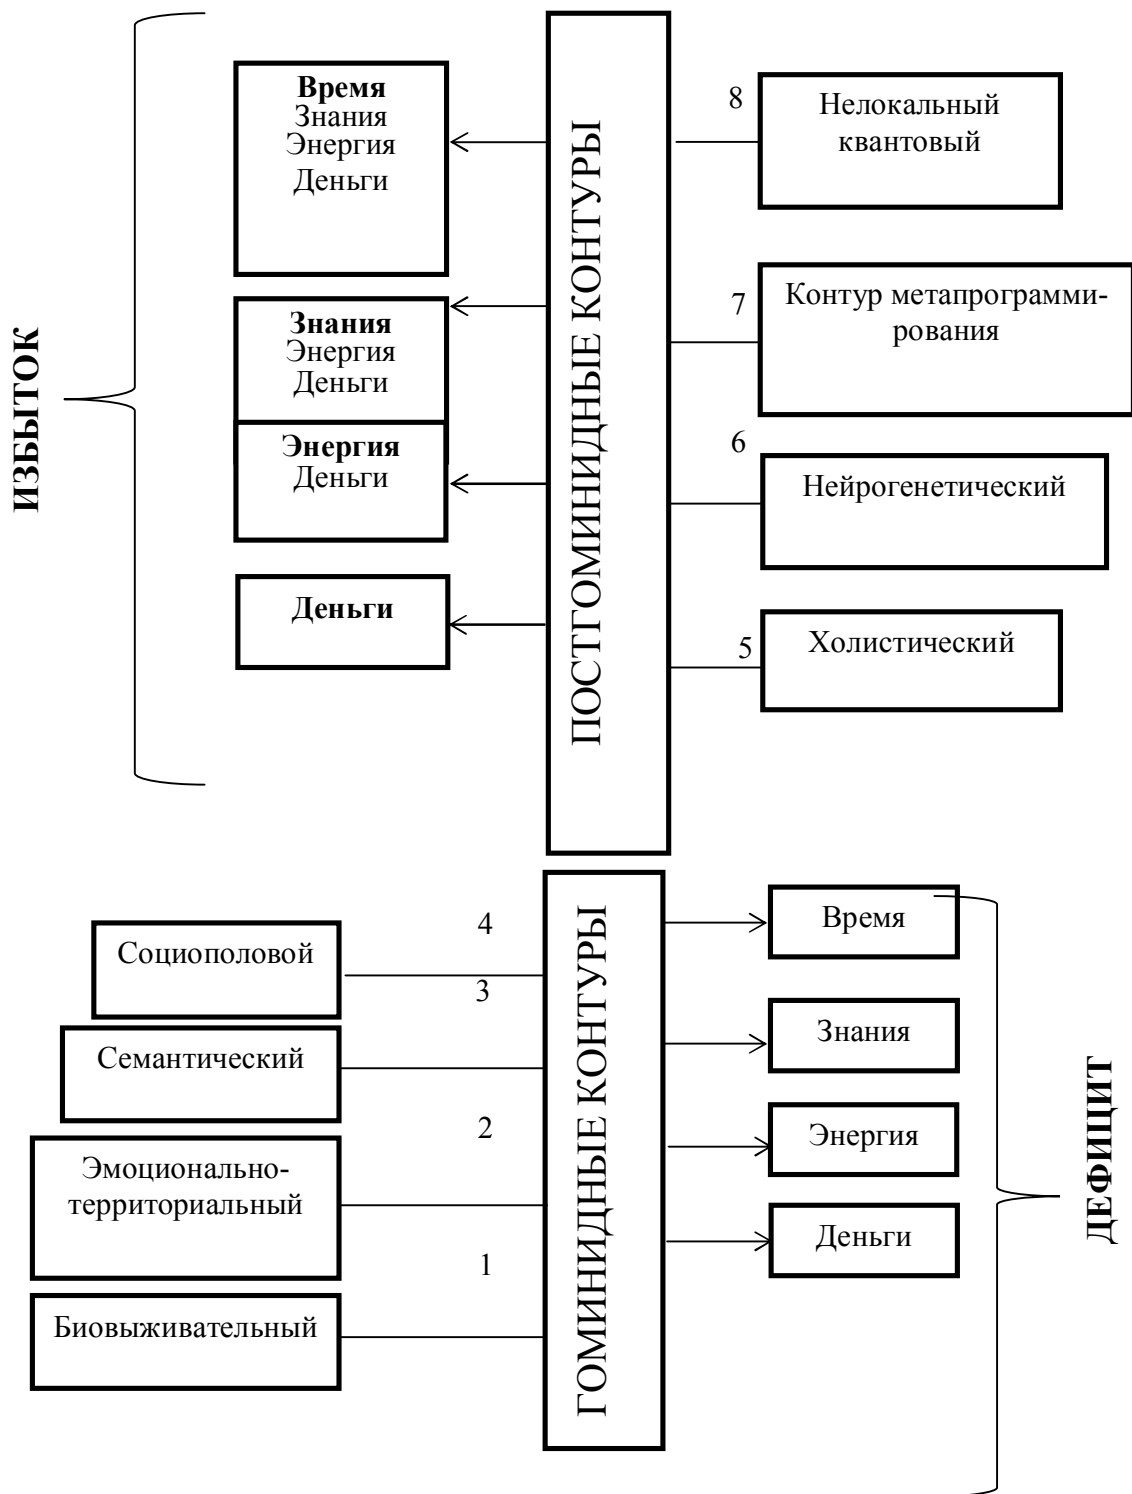 ИЗБЫТОК
Время
Знания
Энергия
Деньги
Знания
Энергия
Деньги
Энергия
Деньги
Деньги
ПОСТГОМИНИДНЫЕ КОНТУРЫ
8
Нелокальный
квантовый
7
Контур метапрограмми-
рования
6
Нейрогенетический
5
Холистический
4
Социополовой
3
Семантический
2
Эмоционально-
территориальный
1
Биовыживательный
ГОМИНИДНЫЕ КОНТУРЫ
Время
Знания
Энергия
Деньги
ДЕФИЦИТ